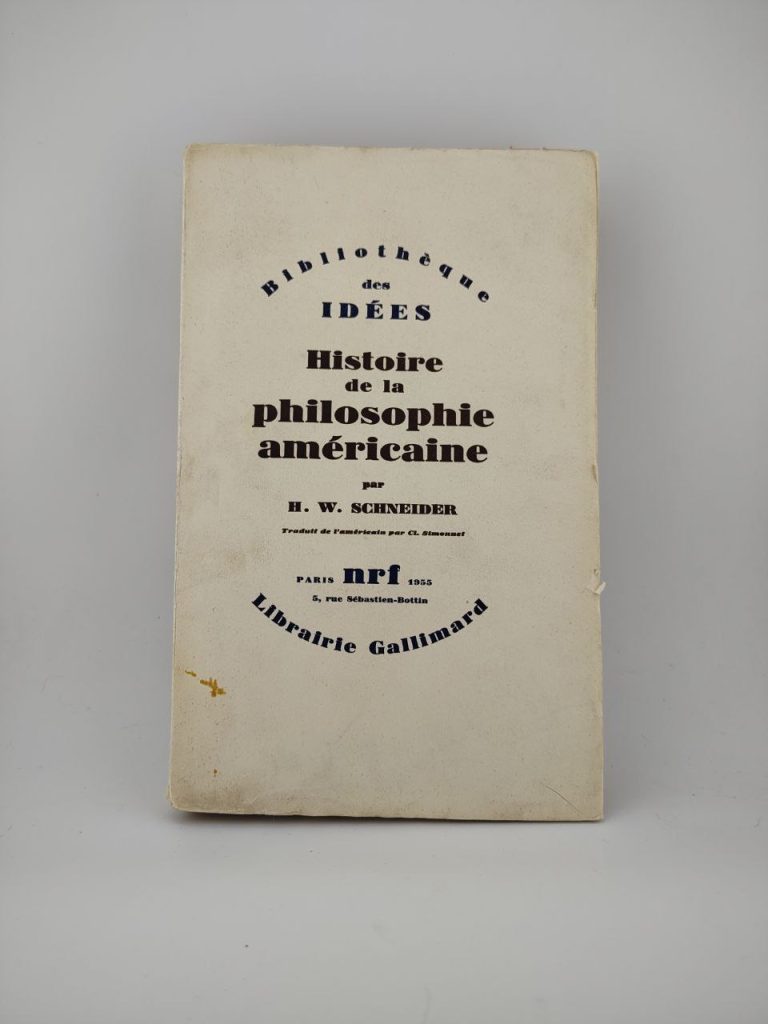 Bibliothèque
des
IDÉES
Histoire
de la
philosophie
américaine
par
H. W. SCHNEIDER
Traduit de l'américain par Cl. Simonnet
PARIS nrf 1955
5, rue Sébastien-Bottin
Librairie Gallimard